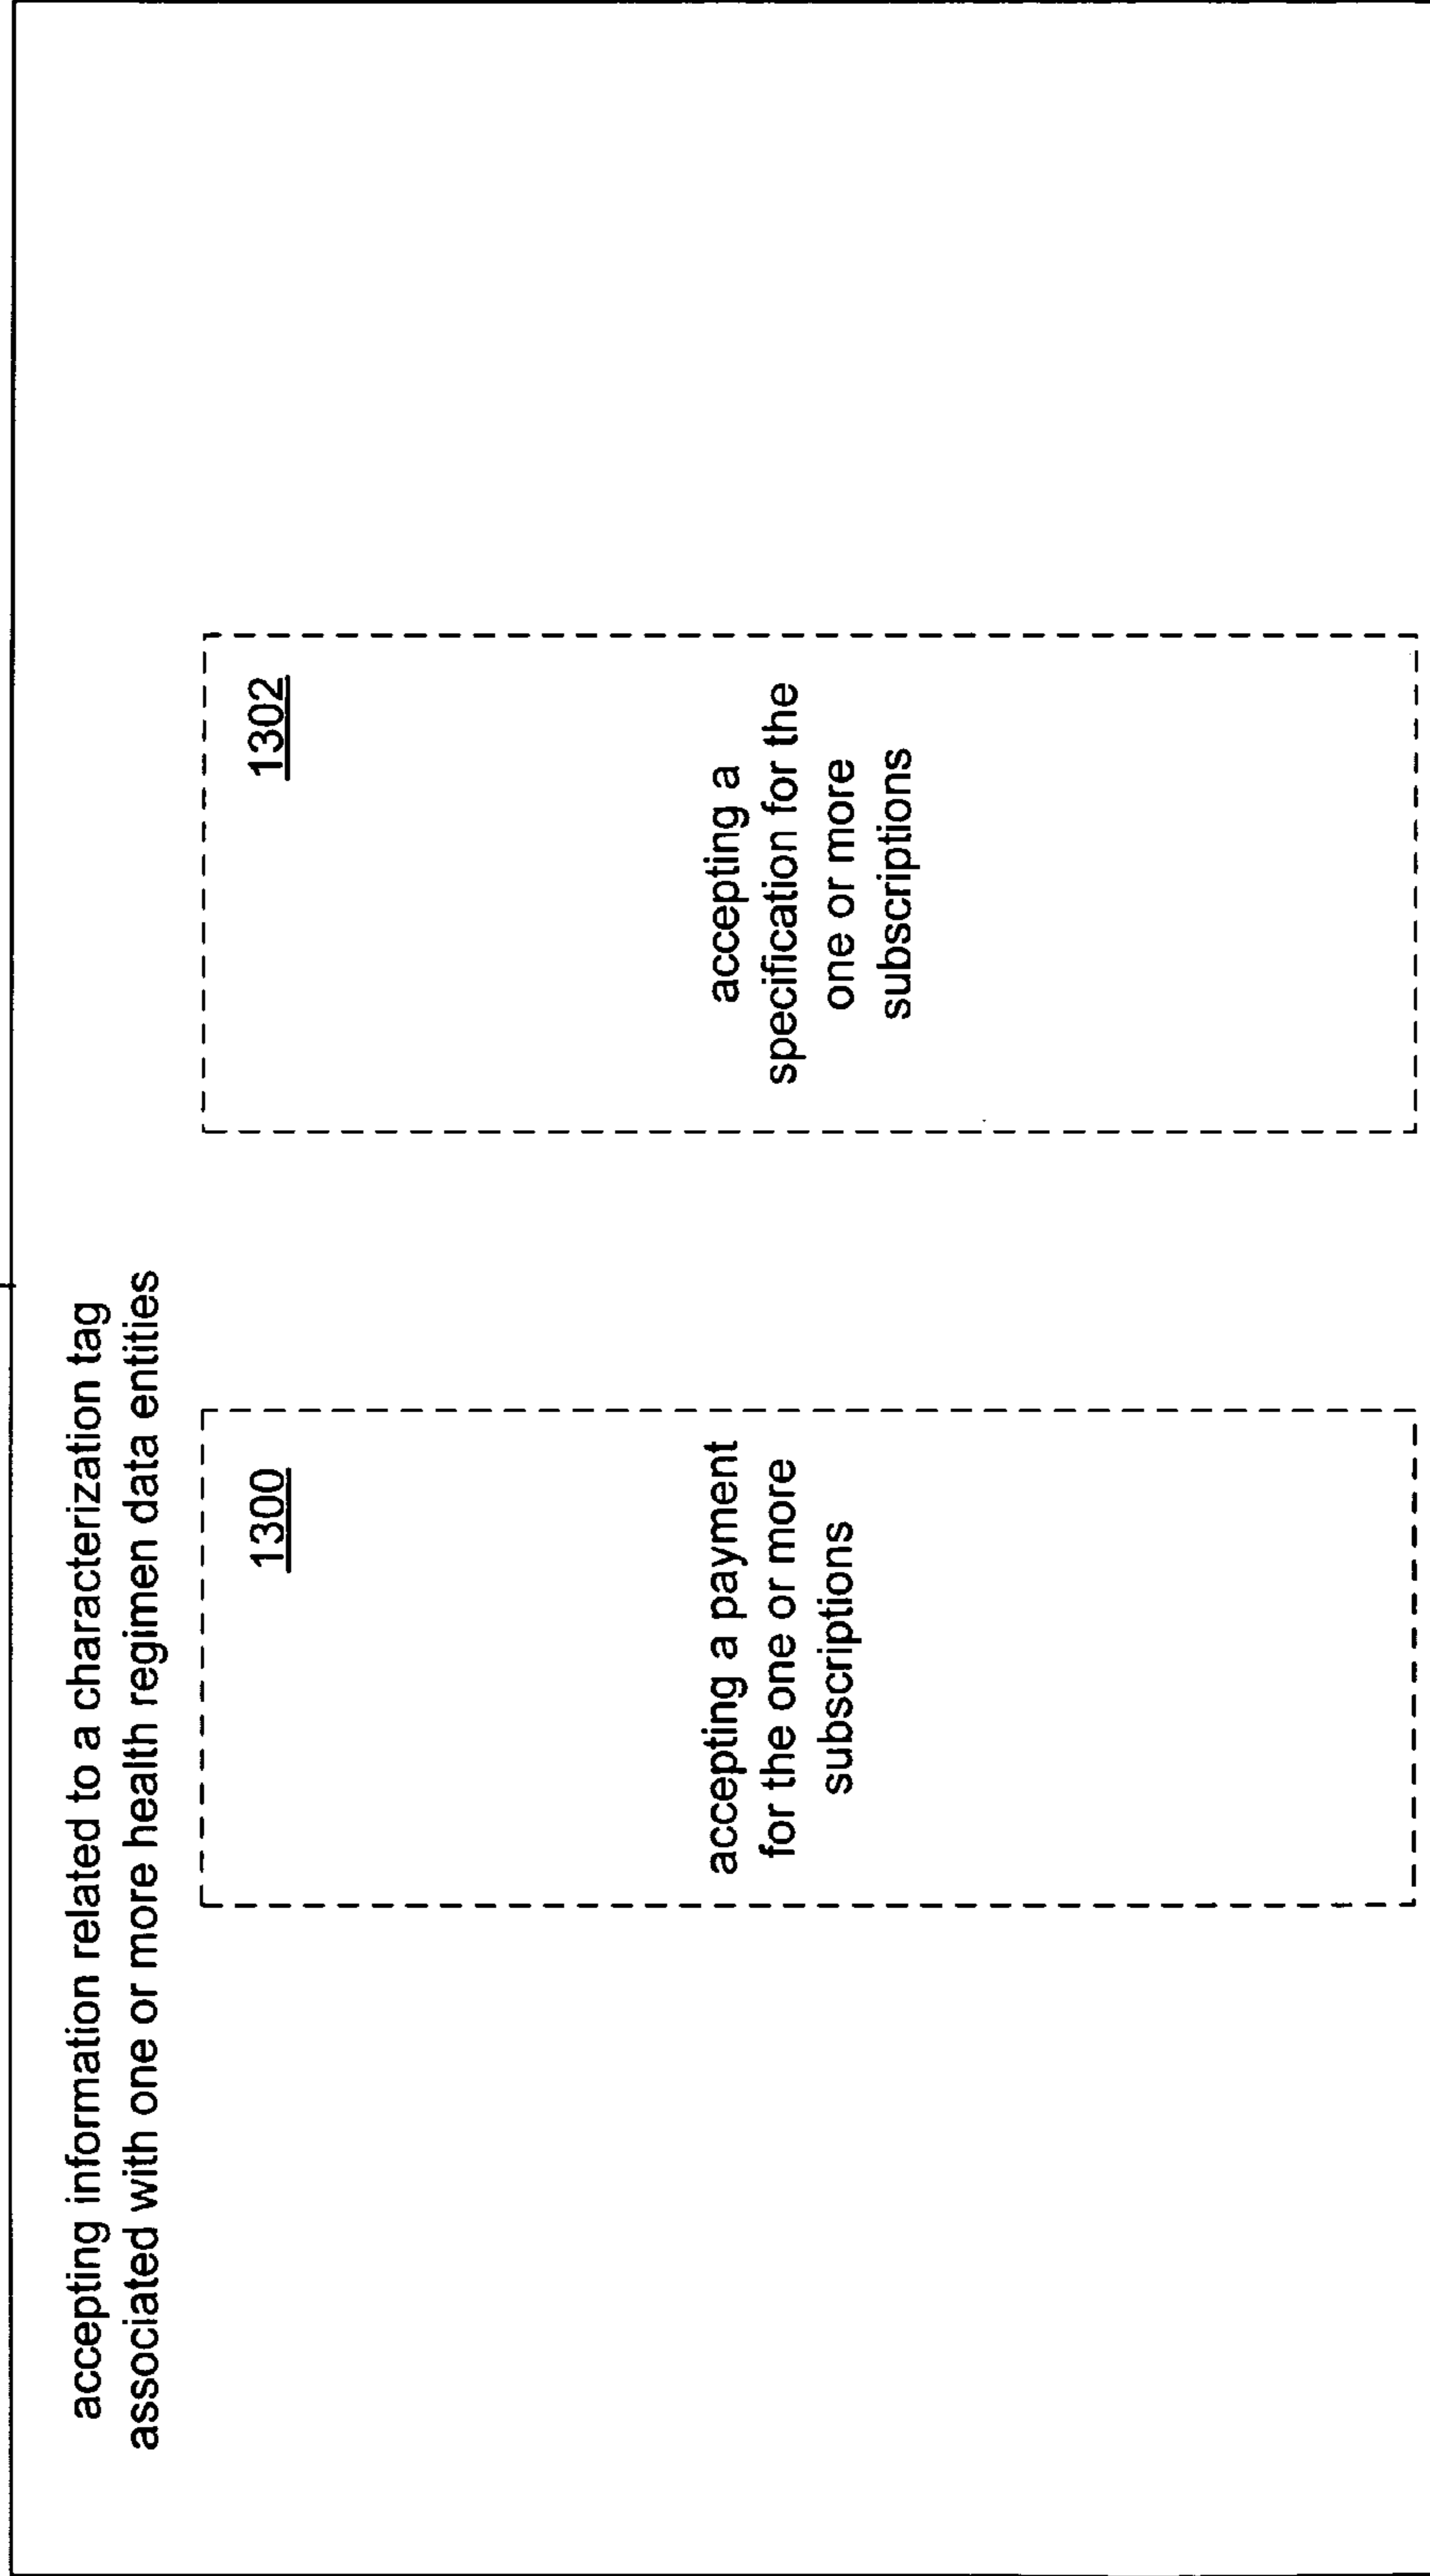 accepting information related to a characterization tag
associated with one or more health regimen data entities
1300
accepting a payment
for the one or more
subscriptions
1302
accepting a
specification for the
one or more
subscriptions